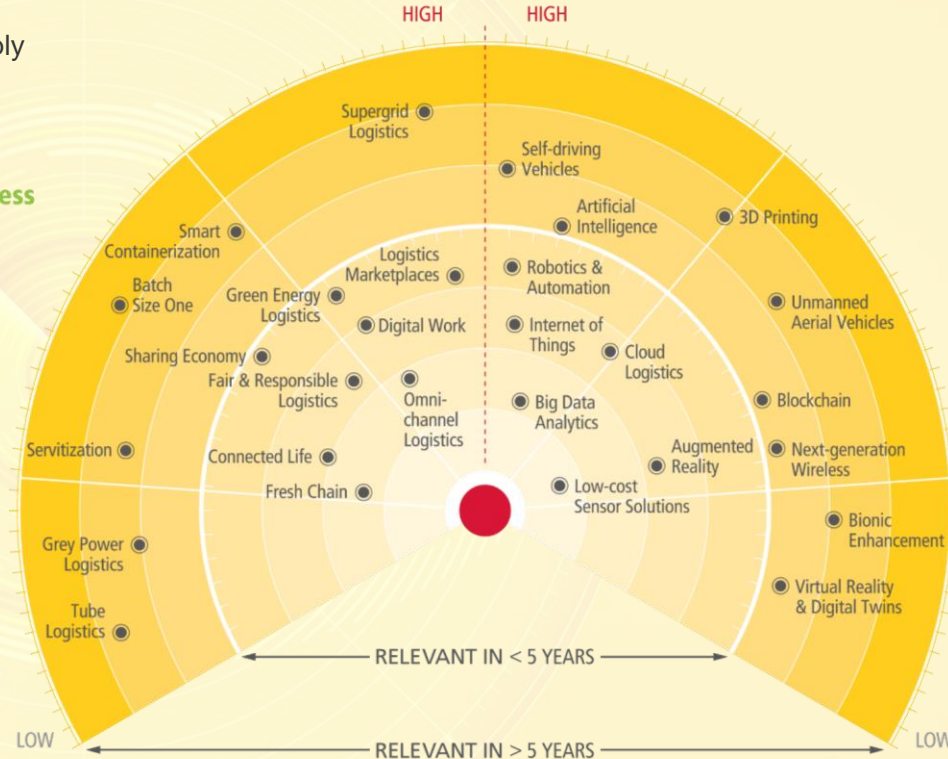 HIGH
HIGH
ply
ess
Supergrid
Logistics
Self-driving
Vehicles
Artificial
Intelligence
3D Printing
Smart
Containerization
Logistics
Marketplaces
Robotics &
Automation
Batch
Size One
Green Energy
Logistics
Unmanned
Aerial Vehicles
Digital Work
Internet of
Things
Sharing Economy
Cloud
Logistics
Fair & Responsible
Logistics
Omni-
channel
Logistics
Big Data
Analytics
Blockchain
Servitization
Connected Life
Augmented
Reality
Next-generation
Wireless
Fresh Chain
Low-cost
Sensor Solutions
Grey Power
Logistics
Bionic
Enhancement
Tube
Logistics
Virtual Reality
& Digital Twins
RELEVANT IN < 5 YEARS
LOW
LOW
RELEVANT IN > 5 YEARS